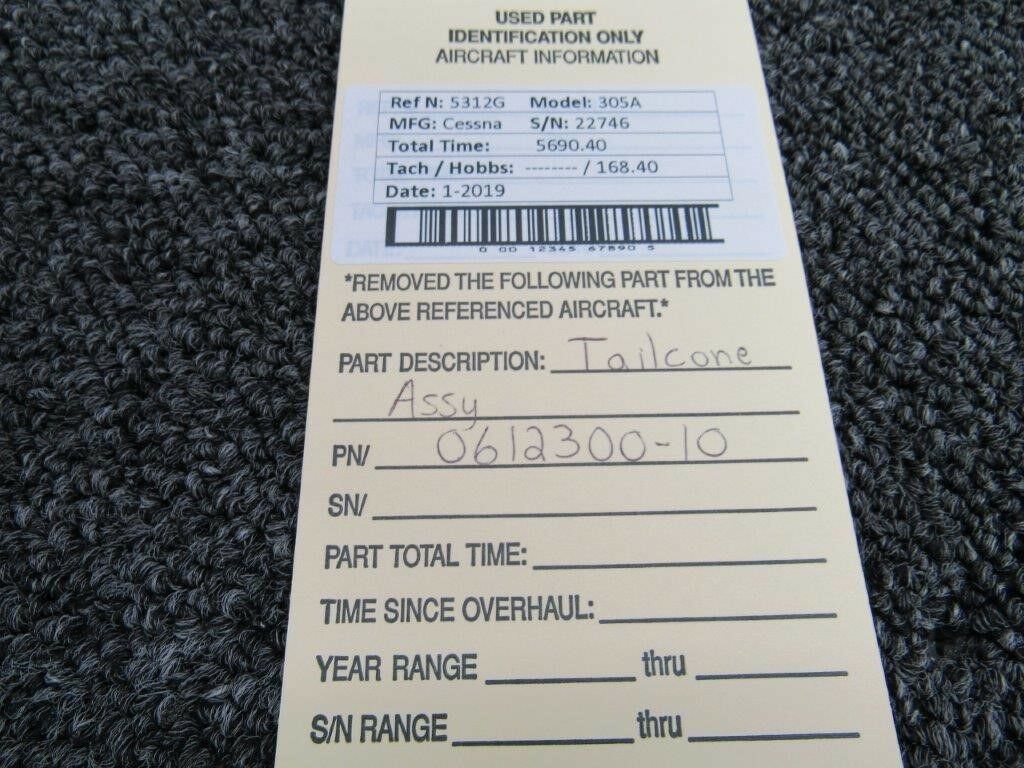 USED PART
IDENTIFICATION ONLY
AIRCRAFT INFORMATION
Ref N: 5312G Model: 305A
MFG: Cessna S/N: 22746
Total Time: 5690.40
Tach / Hobbs: -------- / 168.40
Date: 1-2019
0 00 12345 67890 5
*REMOVED THE FOLLOWING PART FROM THE
ABOVE REFERENCED AIRCRAFT.*
PART DESCRIPTION: Tailcone
Assy
PN/ 0612300-10
SN/
PART TOTAL TIME:
TIME SINCE OVERHAUL:
YEAR RANGE thru
S/N RANGE thru